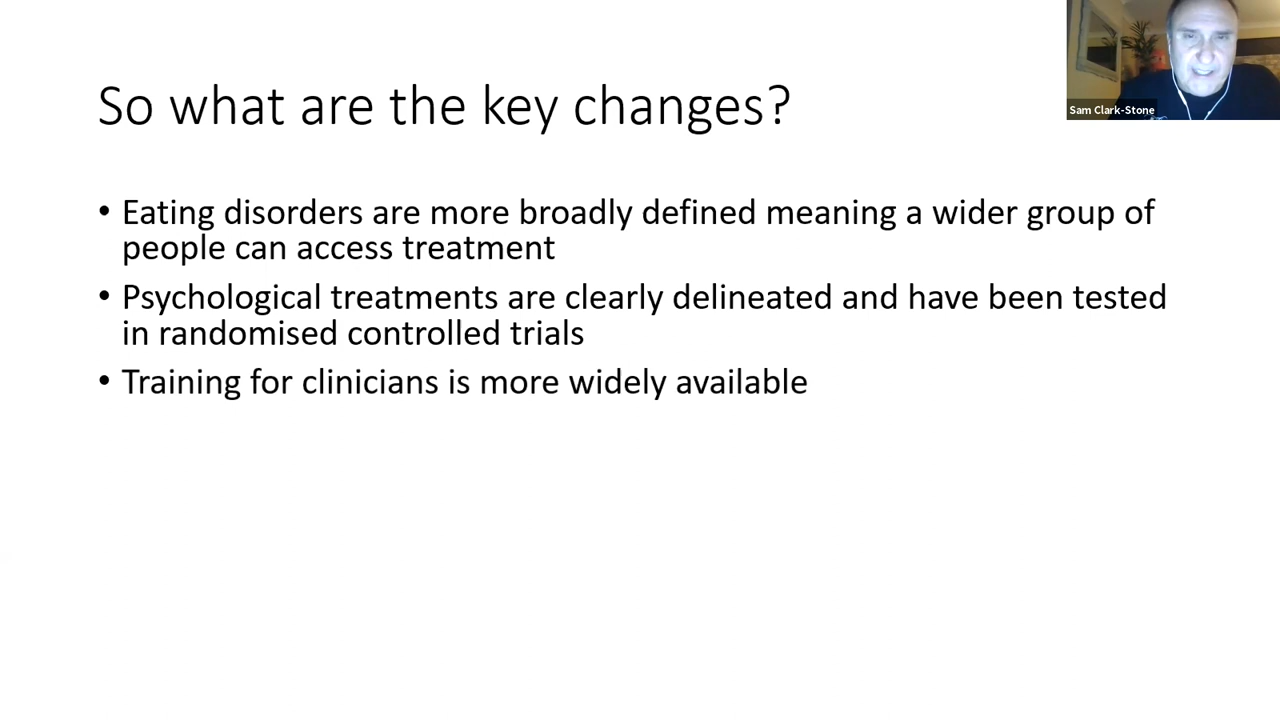 So what are the key changes?
Sam Clark-Stone
• Eating disorders are more broadly defined meaning a wider group of
people can access treatment
• Psychological treatments are clearly delineated and have been tested
in randomised controlled trials
• Training for clinicians is more widely available